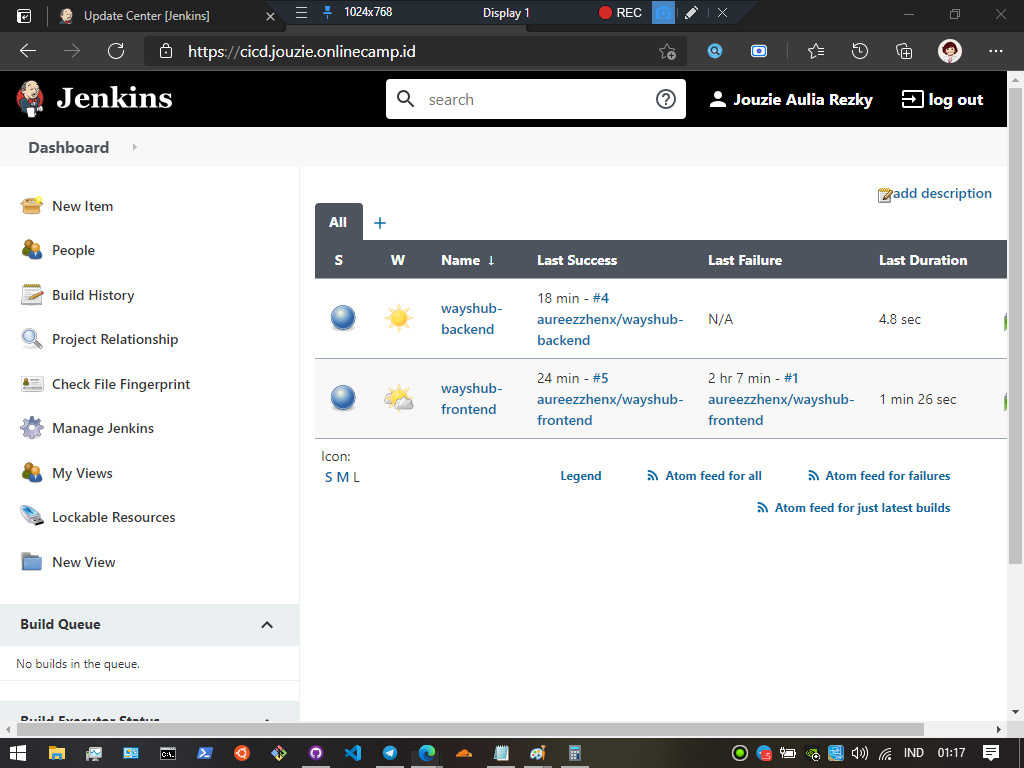 Update Center [Jenkins]
1024x768
Display 1
REC
https://cicd.jouzie.onlinecamp.id
Jenkins
search
Jouzie Aulia Rezky
log out
Dashboard
New Item
People
Build History
Project Relationship
Check File Fingerprint
Manage Jenkins
My Views
Lockable Resources
New View
Build Queue
No builds in the queue.
Build Executor Status
add description
All +
S W Name ↓ Last Success Last Failure Last Duration
wayshub-backend
18 min - #4
aureezzhenx/wayshub-
backend
N/A
4.8 sec
wayshub-frontend
24 min - #5
aureezzhenx/wayshub-
frontend
2 hr 7 min - #1
aureezzhenx/wayshub-
frontend
1 min 26 sec
Icon:
S M L
Legend
Atom feed for all
Atom feed for failures
Atom feed for just latest builds
IND
01:17